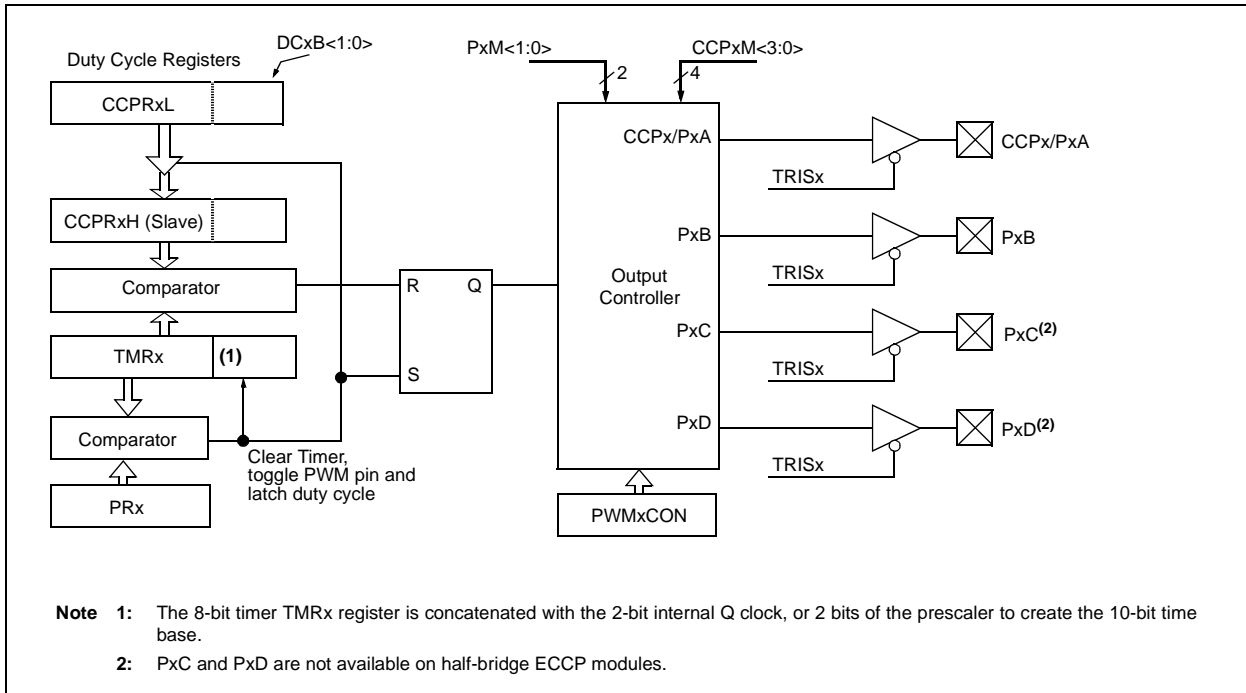 DCxB<1:0>
Duty Cycle Registers
CCPRxL
CCPRxH (Slave)
Comparator
TMRx
(1)
Comparator
PRx
Clear Timer,
toggle PWM pin and
latch duty cycle
R
Q
S
PxM<1:0>
2
CCPxM<3:0>
4
Output
Controller
CCPx/PxA
PxB
PxC
PxD
PWMxCON
TRISx
CCPx/PxA
TRISx
PxB
TRISx
PxC(2)
TRISx
PxD(2)
Note 1: The 8-bit timer TMRx register is concatenated with the 2-bit internal Q clock, or 2 bits of the prescaler to create the 10-bit time
base.
2: PxC and PxD are not available on half-bridge ECCP modules.